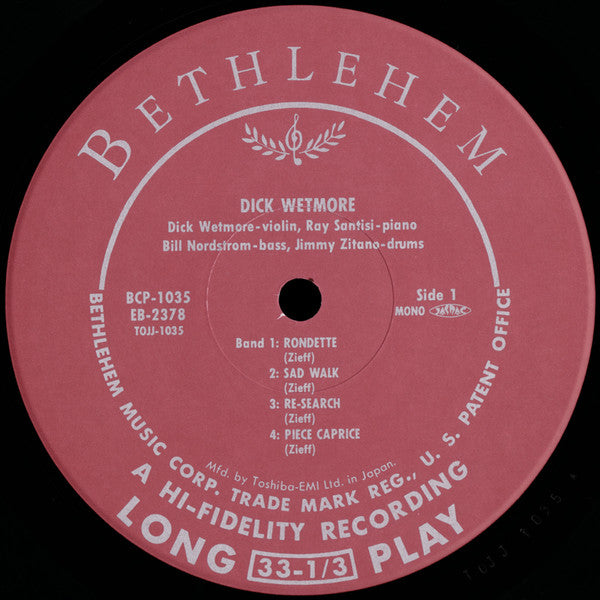 BETHLEHEM
DICK WETMORE
Dick Wetmore-violin, Ray Santisi-piano
Bill Nordstrom-bass, Jimmy Zitano-drums
BCP-1035
EB-2378
TOJJ-1035
Side 1
MONO
Band 1: RONDETTE
(Zieff)
2: SAD WALK
(Zieff)
3: RE-SEARCH
(Zieff)
4: PIECE CAPRICE
(Zieff)
Mfd. by Toshiba-EMI Ltd. in Japan.
BETHLEHEM MUSIC CORP. TRADE MARK REG., U. S. PATENT OFFICE
A HI-FIDELITY RECORDING
LONG 33-1/3 PLAY